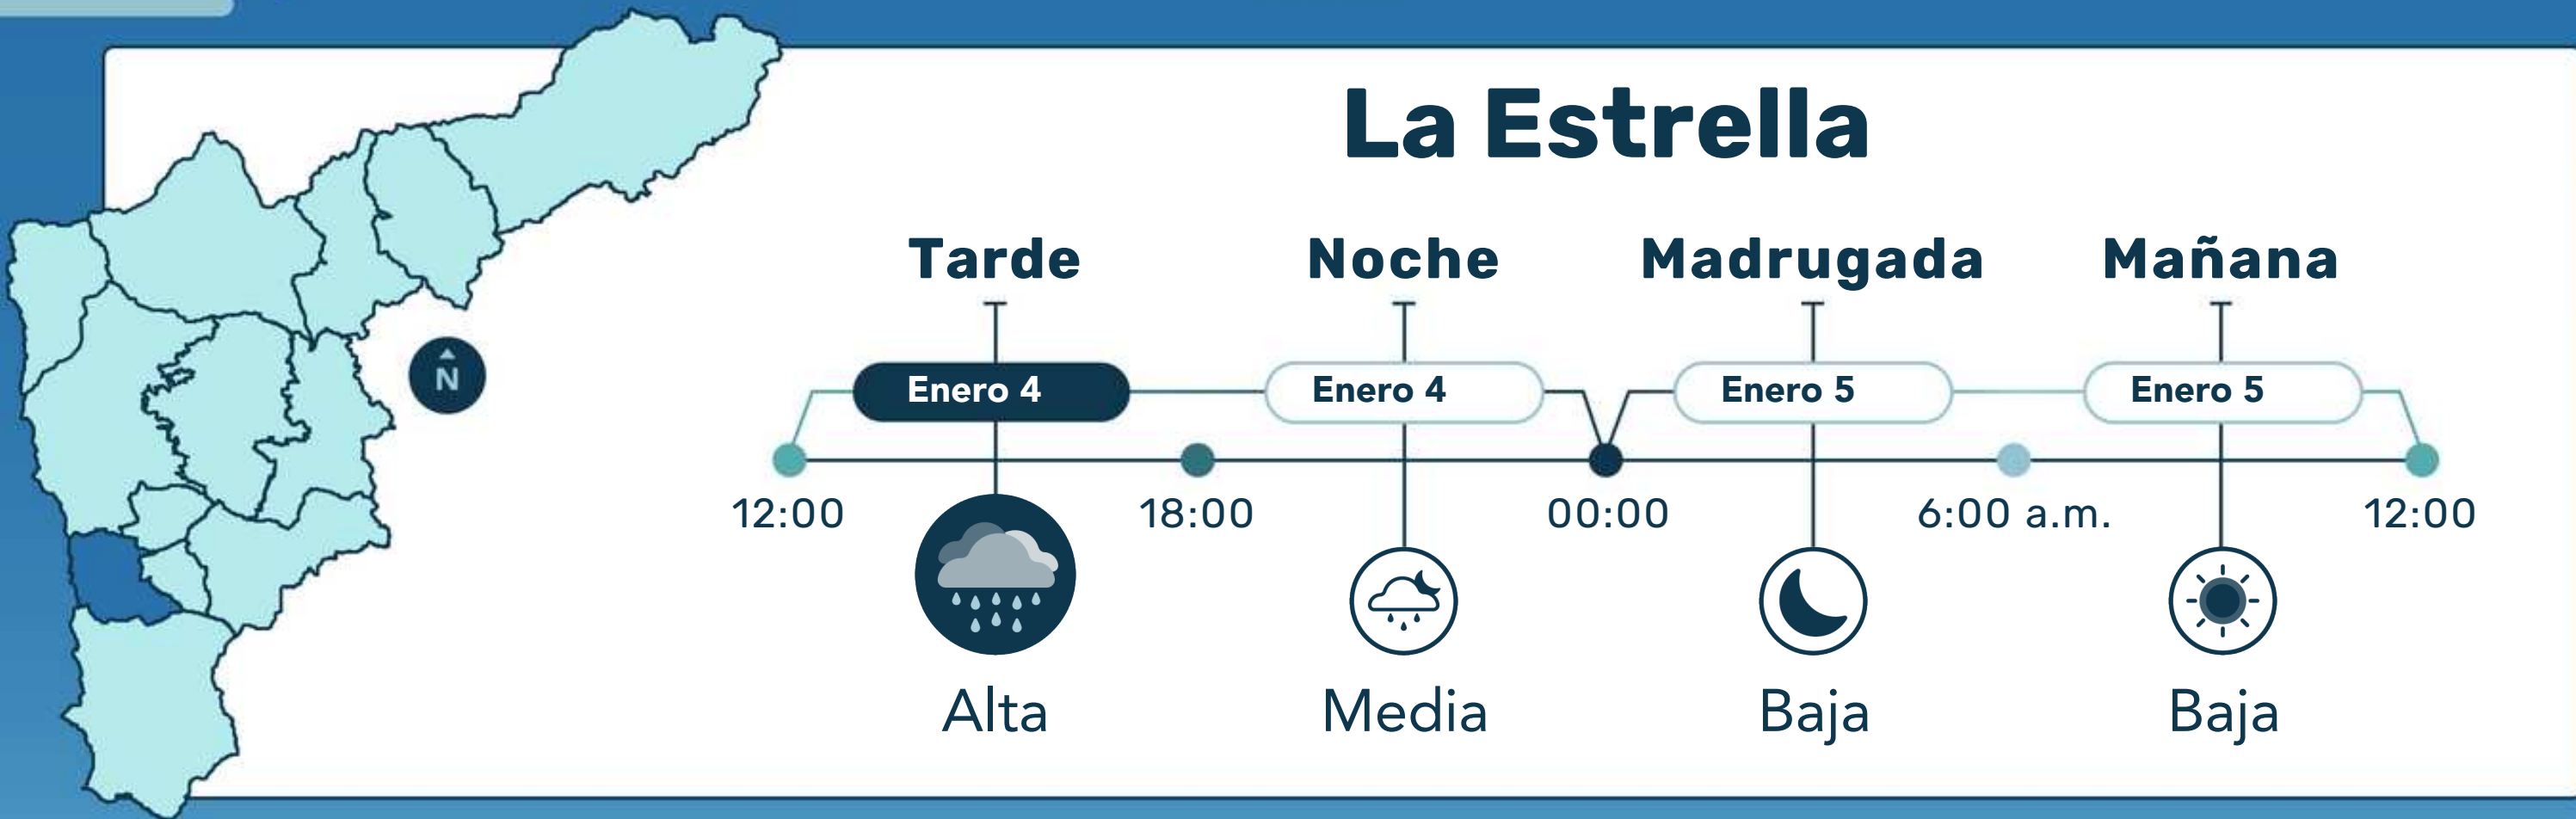 La Estrella
Tarde Noche Madrugada Mañana
N
Enero 4 Enero 4 Enero 5 Enero 5
12:00 18:00 00:00 6:00 a.m. 12:00
Alta Media Baja Baja